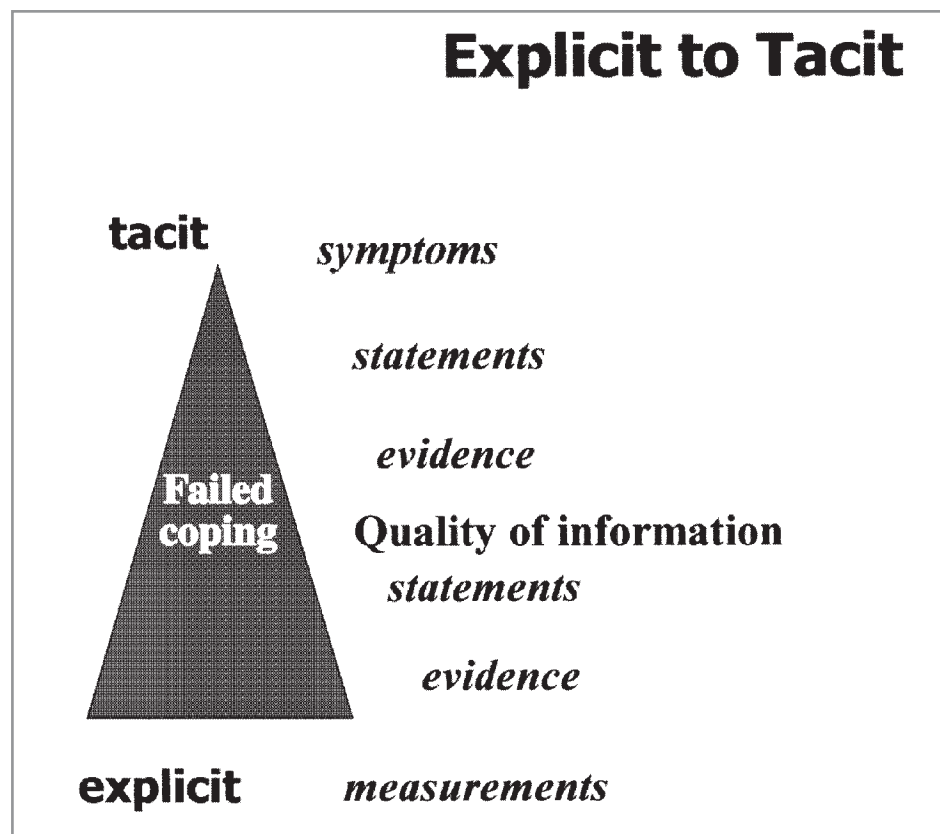 Explicit to Tacit
tacit
symptoms
statements
evidence
Failed
coping
Quality of information
statements
evidence
explicit
measurements